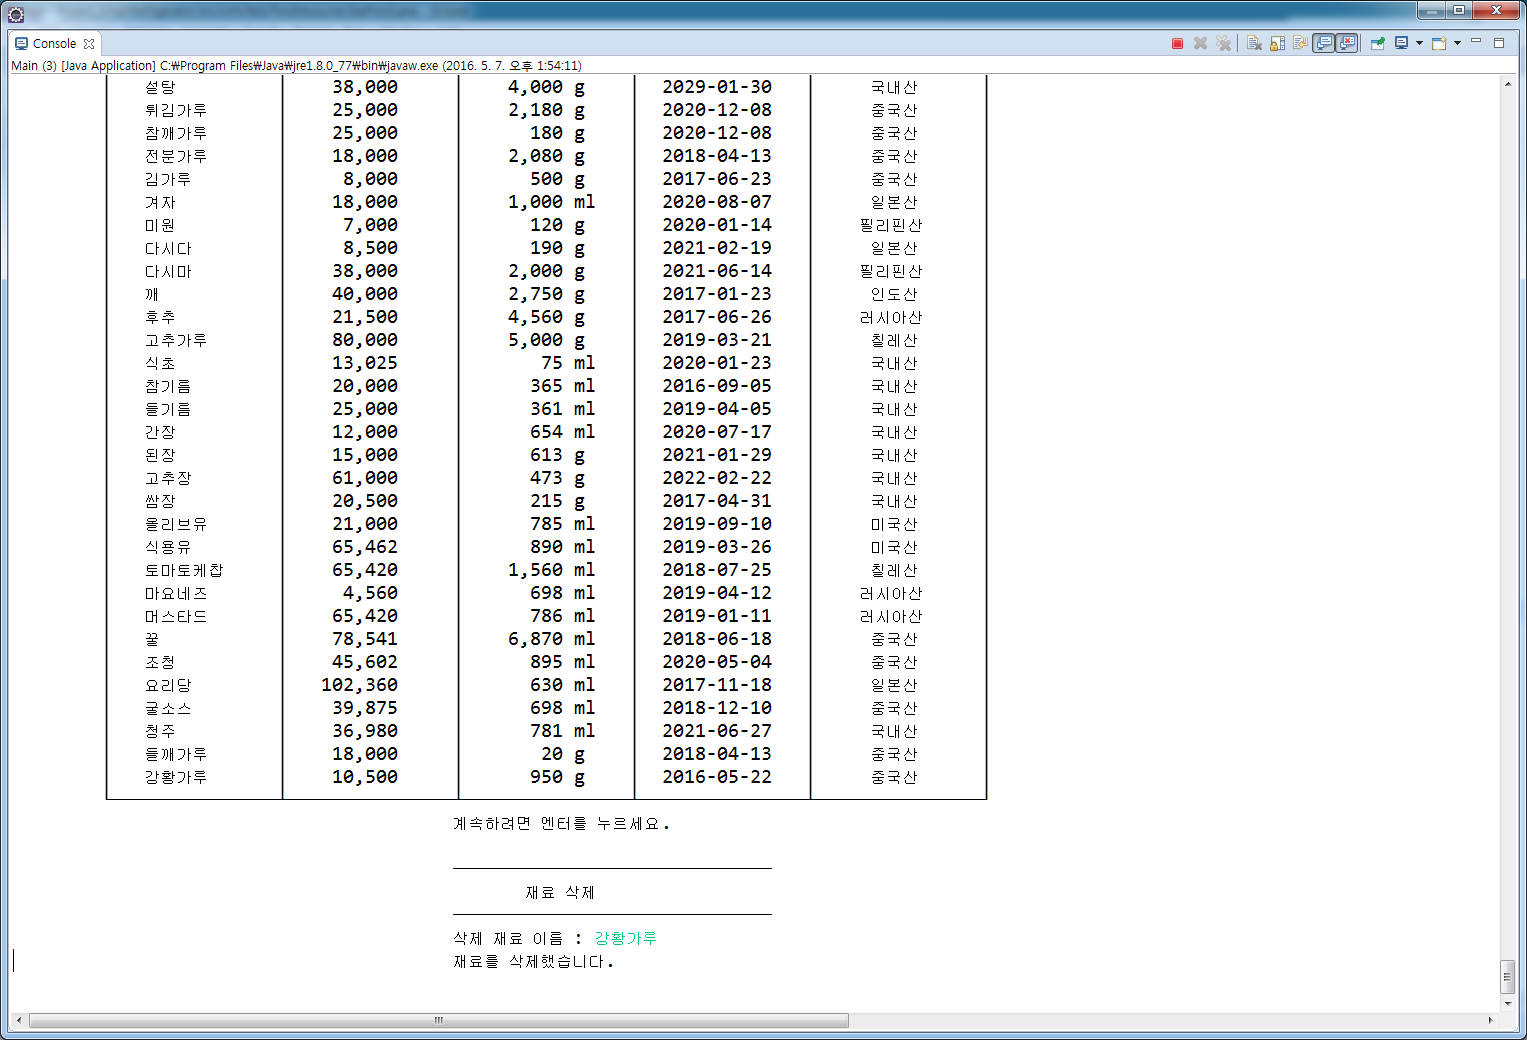 Console
Main (3) [Java Application] C:₩Program Files₩Java₩jre1.8.0_77₩bin₩javaw.exe (2016. 5. 7. 오후 1:54:11)
설탕 38,000 4,000 g 2029-01-30 국내산
튀김가루 25,000 2,180 g 2020-12-08 중국산
참깨가루 25,000 180 g 2020-12-08 중국산
전분가루 18,000 2,080 g 2018-04-13 중국산
김가루 8,000 500 g 2017-06-23 중국산
겨자 18,000 1,000 ml 2020-08-07 일본산
미원 7,000 120 g 2020-01-14 필리핀산
다시다 8,500 190 g 2021-02-19 일본산
다시마 38,000 2,000 g 2021-06-14 필리핀산
깨 40,000 2,750 g 2017-01-23 인도산
후추 21,500 4,560 g 2017-06-26 러시아산
고추가루 80,000 5,000 g 2019-03-21 칠레산
식초 13,025 75 ml 2020-01-23 국내산
참기름 20,000 365 ml 2016-09-05 국내산
들기름 25,000 361 ml 2019-04-05 국내산
간장 12,000 654 ml 2020-07-17 국내산
된장 15,000 613 g 2021-01-29 국내산
고추장 61,000 473 g 2022-02-22 국내산
쌈장 20,500 215 g 2017-04-31 국내산
올리브유 21,000 785 ml 2019-09-10 미국산
식용유 65,462 890 ml 2019-03-26 미국산
토마토케찹 65,420 1,560 ml 2018-07-25 칠레산
마요네즈 4,560 698 ml 2019-04-12 러시아산
머스타드 65,420 786 ml 2019-01-11 러시아산
꿀 78,541 6,870 ml 2018-06-18 중국산
조청 45,602 895 ml 2020-05-04 중국산
요리당 102,360 630 ml 2017-11-18 일본산
굴소스 39,875 698 ml 2018-12-10 중국산
청주 36,980 781 ml 2021-06-27 국내산
들깨가루 18,000 20 g 2018-04-13 중국산
강황가루 10,500 950 g 2016-05-22 중국산
계속하려면 엔터를 누르세요.
재료 삭제
삭제 재료 이름 : 강황가루
재료를 삭제했습니다.